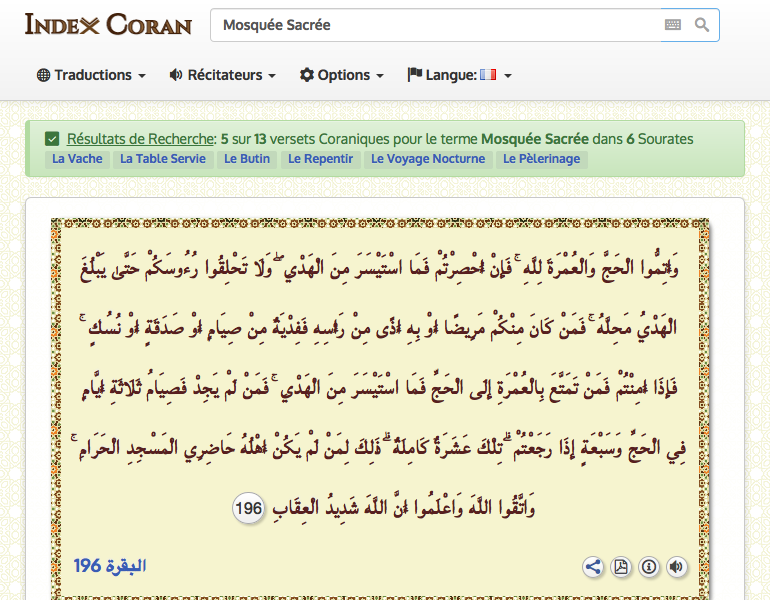 INDEX CORAN
Mosquée Sacrée
Traductions
Récitateurs
Options
Langue:
Résultats de Recherche: 5 sur 13 versets Coraniques pour le terme Mosquée Sacrée dans 6 Sourates
La Vache La Table Servie Le Butin Le Repentir Le Voyage Nocturne Le Pèlerinage
وَأَتِمُّوا الْحَجَّ وَالْعُمْرَةَ لِلَّهِ ۚ فَإِنْ أُحْصِرْتُمْ فَمَا اسْتَيْسَرَ مِنَ الْهَدْيِ ۖ وَلَا تَحْلِقُوا رُءُوسَكُمْ حَتَّىٰ يَبْلُغَ
الْهَدْيُ مَحِلَّهُ ۚ فَمَنْ كَانَ مِنْكُمْ مَرِيضًا أَوْ بِهِ أَذًى مِنْ رَأْسِهِ فَفِدْيَةٌ مِنْ صِيَامٍ أَوْ صَدَقَةٍ أَوْ نُسُكٍ ۚ
فَإِذَا أَمِنْتُمْ فَمَنْ تَمَتَّعَ بِالْعُمْرَةِ إِلَى الْحَجِّ فَمَا اسْتَيْسَرَ مِنَ الْهَدْيِ ۚ فَمَنْ لَمْ يَجِدْ فَصِيَامُ ثَلَاثَةِ أَيَّامٍ
فِي الْحَجِّ وَسَبْعَةٍ إِذَا رَجَعْتُمْ ۗ تِلْكَ عَشَرَةٌ كَامِلَةٌ ۗ ذَٰلِكَ لِمَنْ لَمْ يَكُنْ أَهْلُهُ حَاضِرِي الْمَسْجِدِ الْحَرَامِ ۚ
وَاتَّقُوا اللَّهَ وَاعْلَمُوا أَنَّ اللَّهَ شَدِيدُ الْعِقَابِ 196
البقرة 196